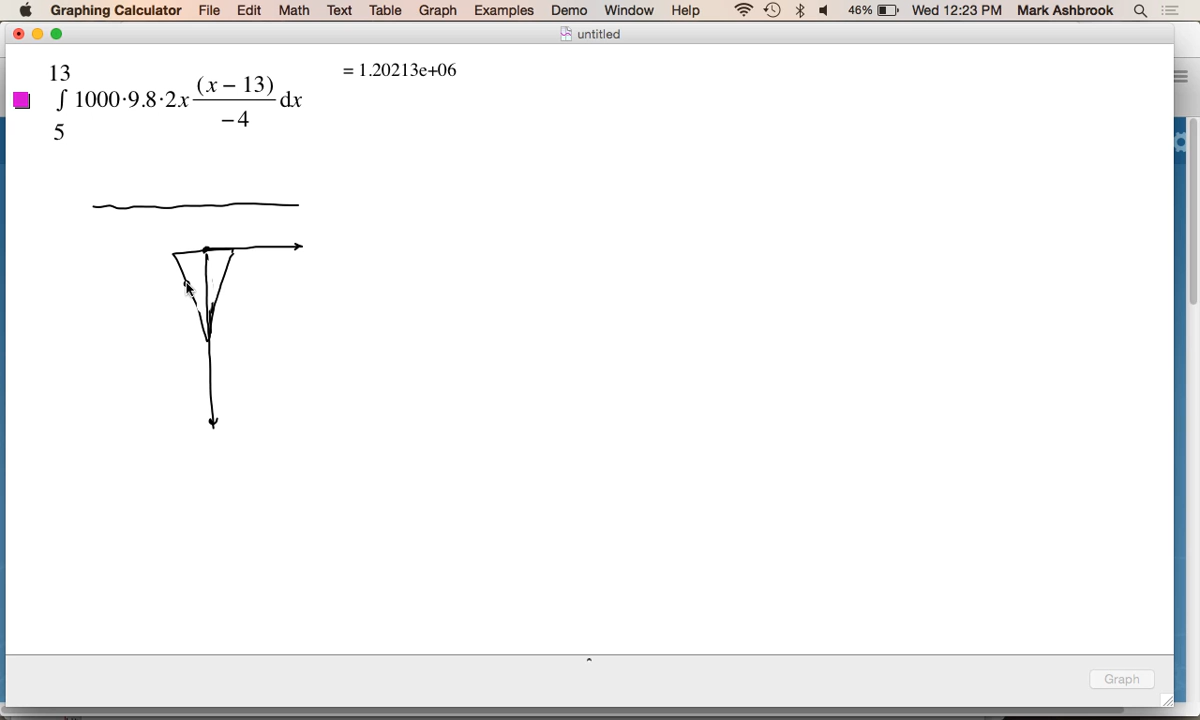 Graphing Calculator File Edit Math Text Table Graph Examples Demo Window Help 46% Wed 12:23 PM Mark Ashbrook
untitled
13
∫ 1000·9.8·2x (x – 13) / –4 dx = 1.20213e+06
5
Graph